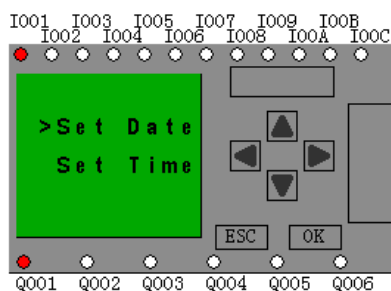 I001 I003 I005 I007 I009 I00B
I002 I004 I006 I008 I00A I00C
>Set Date
Set Time
ESC OK
Q001 Q002 Q003 Q004 Q005 Q006